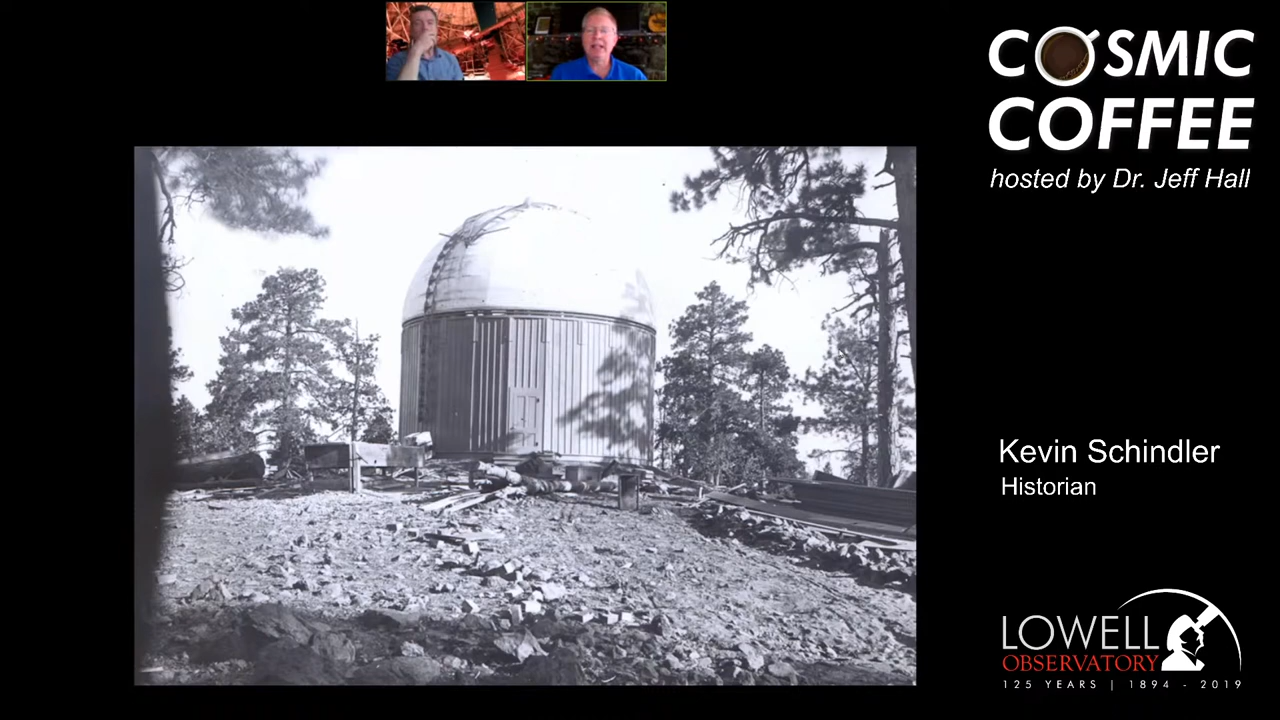 COSMIC
COFFEE
hosted by Dr. Jeff Hall
Kevin Schindler
Historian
LOWELL
OBSERVATORY
125 YEARS | 1894 - 2019